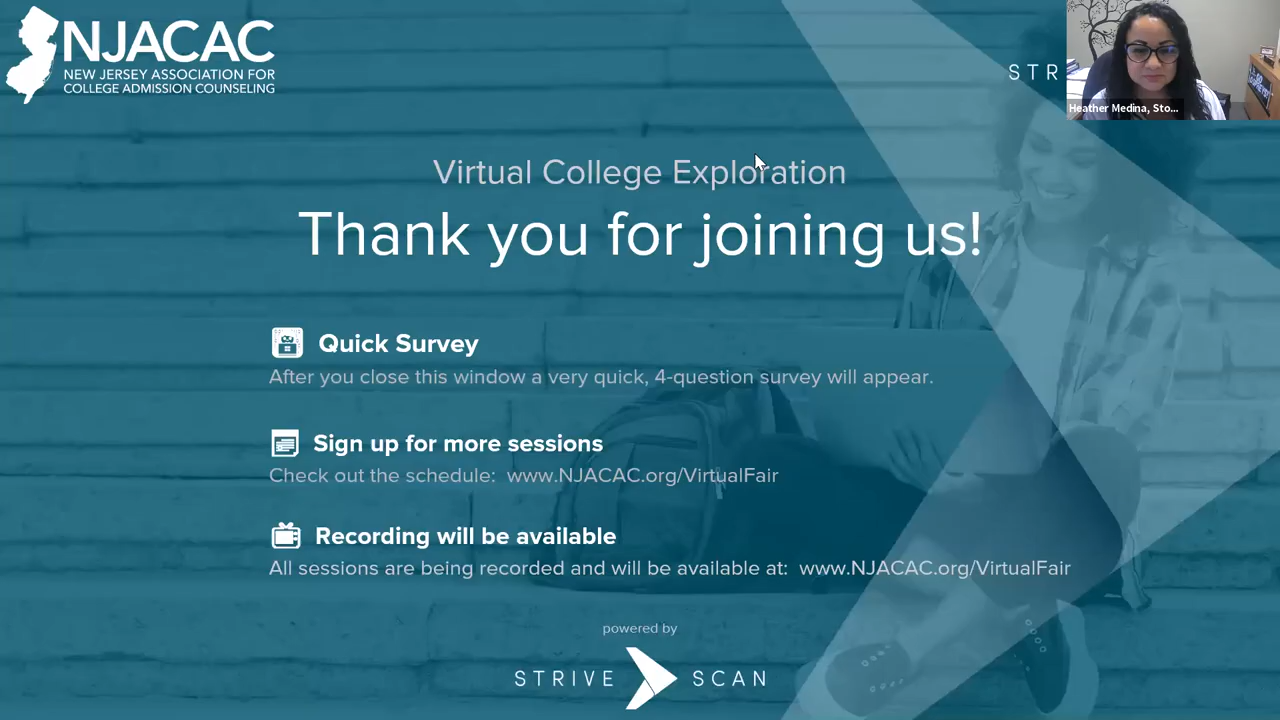 NJACAC
NEW JERSEY ASSOCIATION FOR
COLLEGE ADMISSION COUNSELING
STR
Heather Medina, Sto...
Virtual College Exploration
Thank you for joining us!
Quick Survey
After you close this window a very quick, 4-question survey will appear.
Sign up for more sessions
Check out the schedule: www.NJACAC.org/VirtualFair
Recording will be available
All sessions are being recorded and will be available at: www.NJACAC.org/VirtualFair
powered by
STRIVE SCAN